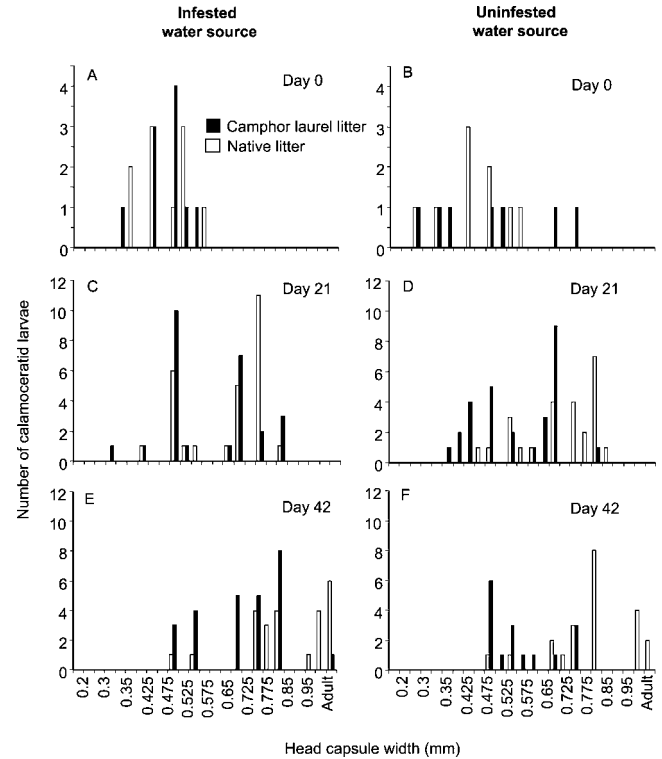 Infested
water source
Uninfested
water source
A
Day 0
B
Day 0
4
3
2
1
0
4
3
2
1
0
Camphor laurel litter
Native litter
C
Day 21
D
Day 21
12
10
8
6
4
2
0
12
10
8
6
4
2
0
E
Day 42
F
Day 42
12
10
8
6
4
2
0
12
10
8
6
4
2
0
Number of calamoceratid larvae
0.2
0.3
0.35
0.425
0.475
0.525
0.575
0.65
0.725
0.775
0.85
0.95
Adult
0.2
0.3
0.35
0.425
0.475
0.525
0.575
0.65
0.725
0.775
0.85
0.95
Adult
Head capsule width (mm)